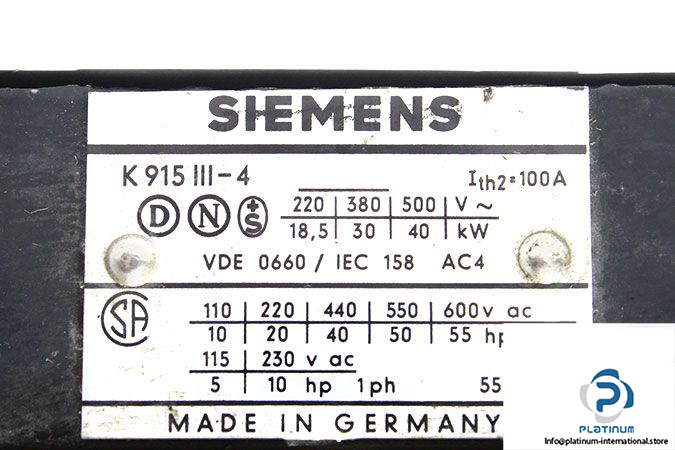 SIEMENS
K 915 III-4 Ith2=100A
D N +S 220 380 500 V ~
18,5 30 40 kW
VDE 0660 / IEC 158 AC4
SA 110 220 440 550 600v ac
10 20 40 50 55
115 230 v ac
5 10 hp 1ph 55
MADE IN GERMANY
PLATINUM
info@platinum-international.store